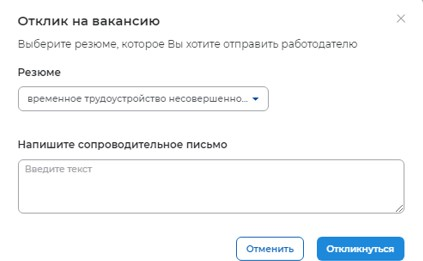 Отклик на вакансию
Выберите резюме, которое Вы хотите отправить работодателю
Резюме
временное трудоустройство несовершенно...
Напишите сопроводительное письмо
Введите текст
Отменить
Откликнуться